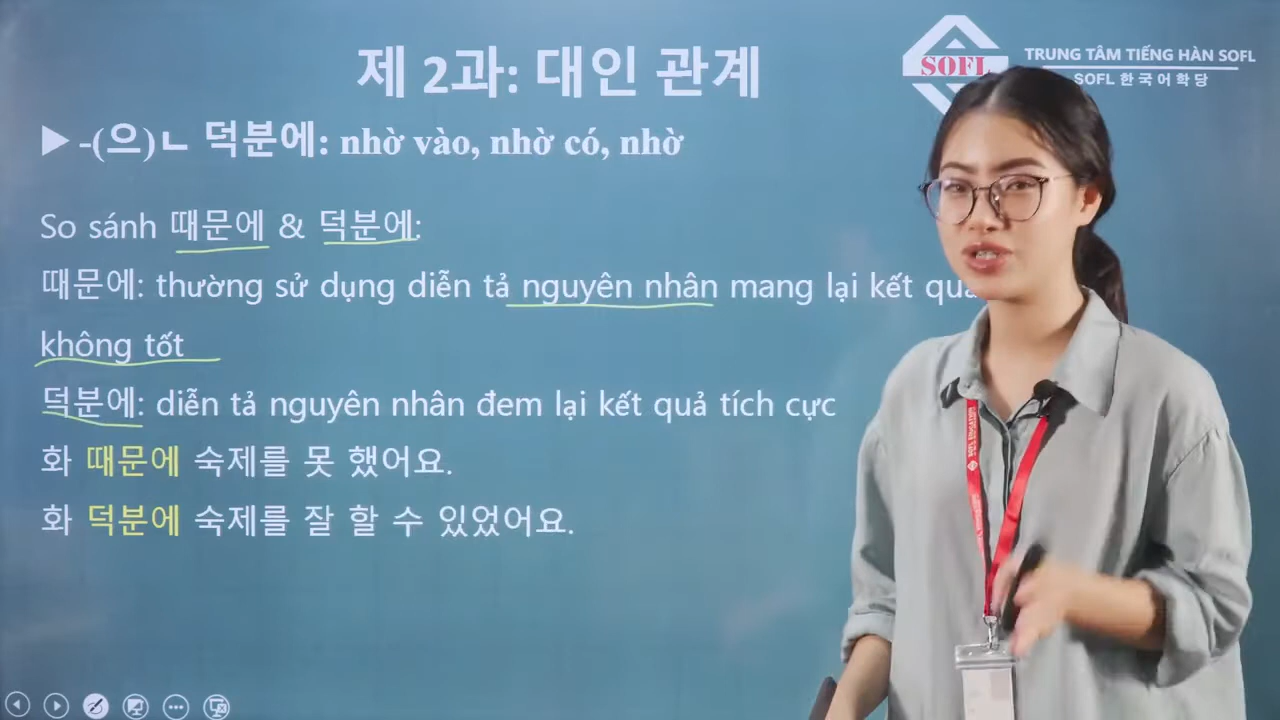 제 2과: 대인 관계
SOFL
TRUNG TÂM TIẾNG HÀN SOFL
SOFL 한국어학당
▶ -(으)ㄴ 덕분에: nhờ vào, nhờ có, nhờ
So sánh 때문에 & 덕분에:
때문에: thường sử dụng diễn tả nguyên nhân mang lại kết quả
không tốt
덕분에: diễn tả nguyên nhân đem lại kết quả tích cực
화 때문에 숙제를 못 했어요.
화 덕분에 숙제를 잘 할 수 있었어요.